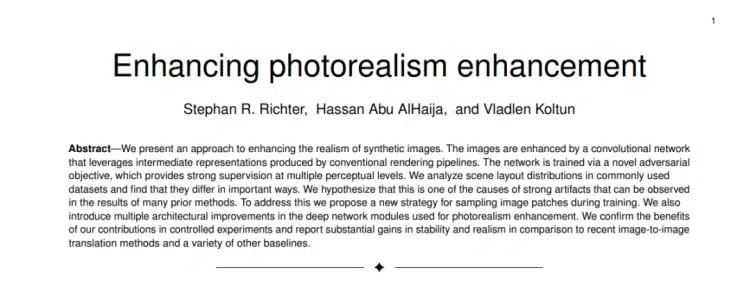 1
Enhancing photorealism enhancement
Stephan R. Richter, Hassan Abu AlHaija, and Vladlen Koltun
Abstract—We present an approach to enhancing the realism of synthetic images. The images are enhanced by a convolutional network
that leverages intermediate representations produced by conventional rendering pipelines. The network is trained via a novel adversarial
objective, which provides strong supervision at multiple perceptual levels. We analyze scene layout distributions in commonly used
datasets and find that they differ in important ways. We hypothesize that this is one of the causes of strong artifacts that can be observed
in the results of many prior methods. To address this we propose a new strategy for sampling image patches during training. We also
introduce multiple architectural improvements in the deep network modules used for photorealism enhancement. We confirm the benefits
of our contributions in controlled experiments and report substantial gains in stability and realism in comparison to recent image-to-image
translation methods and a variety of other baselines.